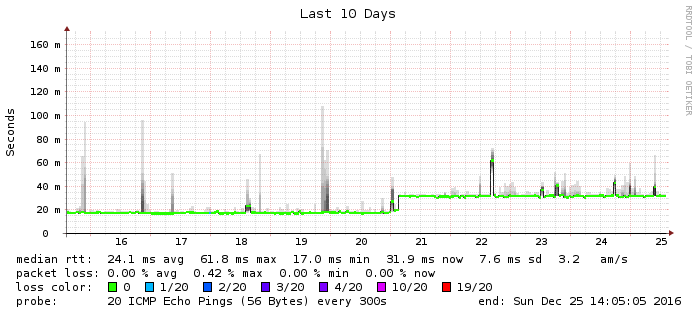 Last 10 Days
RRDTOOL / TOBI OETIKER
Seconds
160 m
140 m
120 m
100 m
80 m
60 m
40 m
20 m
0
16 17 18 19 20 21 22 23 24 25
median rtt: 24.1 ms avg 61.8 ms max 17.0 ms min 31.9 ms now 7.6 ms sd 3.2 am/s
packet loss: 0.00 % avg 0.42 % max 0.00 % min 0.00 % now
loss color: 0 1/20 2/20 3/20 4/20 10/20 19/20
probe: 20 ICMP Echo Pings (56 Bytes) every 300s end: Sun Dec 25 14:05:05 2016